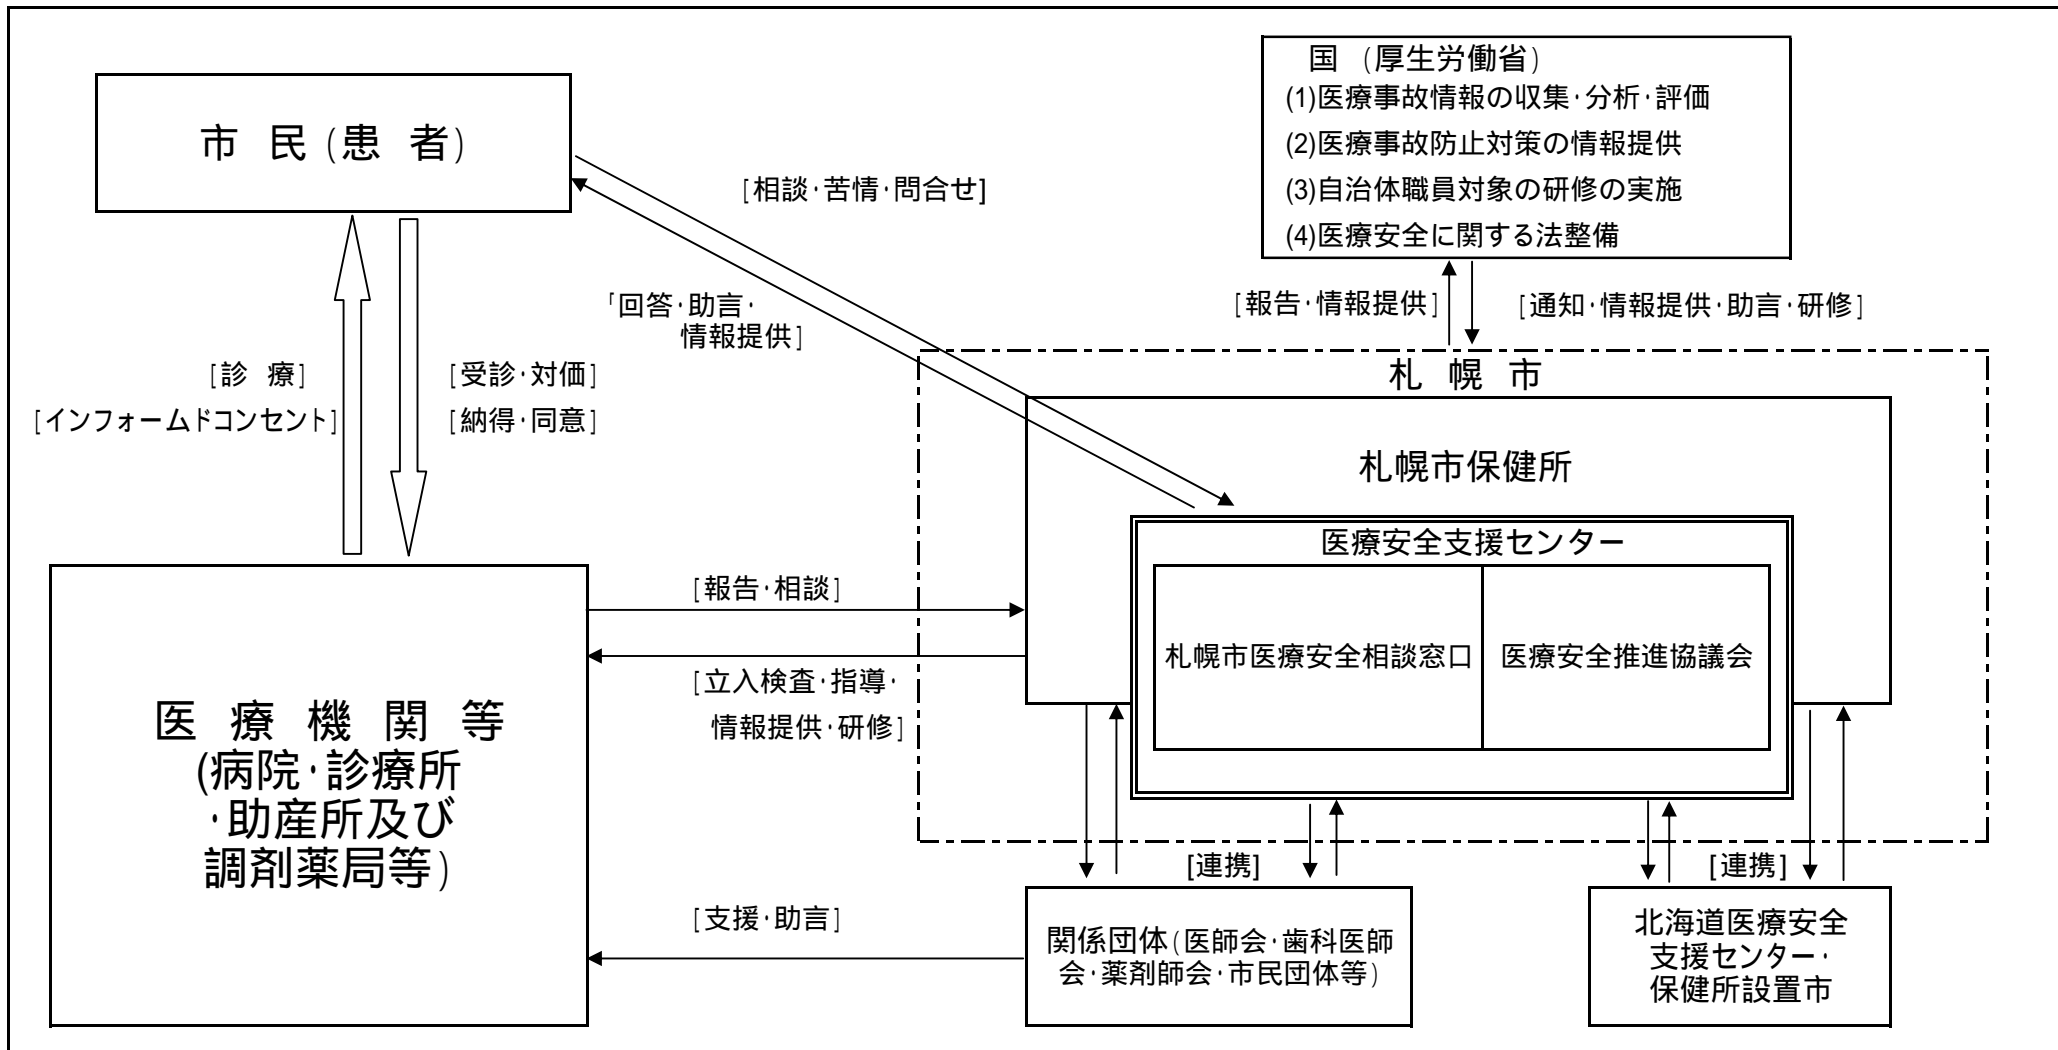 国 (厚生労働省)
(1)医療事故情報の収集･分析･評価
(2)医療事故防止対策の情報提供
(3)自治体職員対象の研修の実施
(4)医療安全に関する法整備
市 民(患 者)
[相談･苦情･問合せ]
「回答･助言･
情報提供]
[報告･情報提供]
[通知･情報提供･助言･研修]
[診 療]
[インフォームドコンセント]
[受診･対価]
[納得･同意]
札 幌 市
札幌市保健所
医療安全支援センター
札幌市医療安全相談窓口
医療安全推進協議会
[報告･相談]
[立入検査･指導･
情報提供･研修]
医 療 機 関 等
(病院･診療所
･助産所及び
調剤薬局等)
[連携]
[連携]
[支援･助言]
関係団体(医師会･歯科医師
会･薬剤師会･市民団体等)
北海道医療安全
支援センター･
保健所設置市